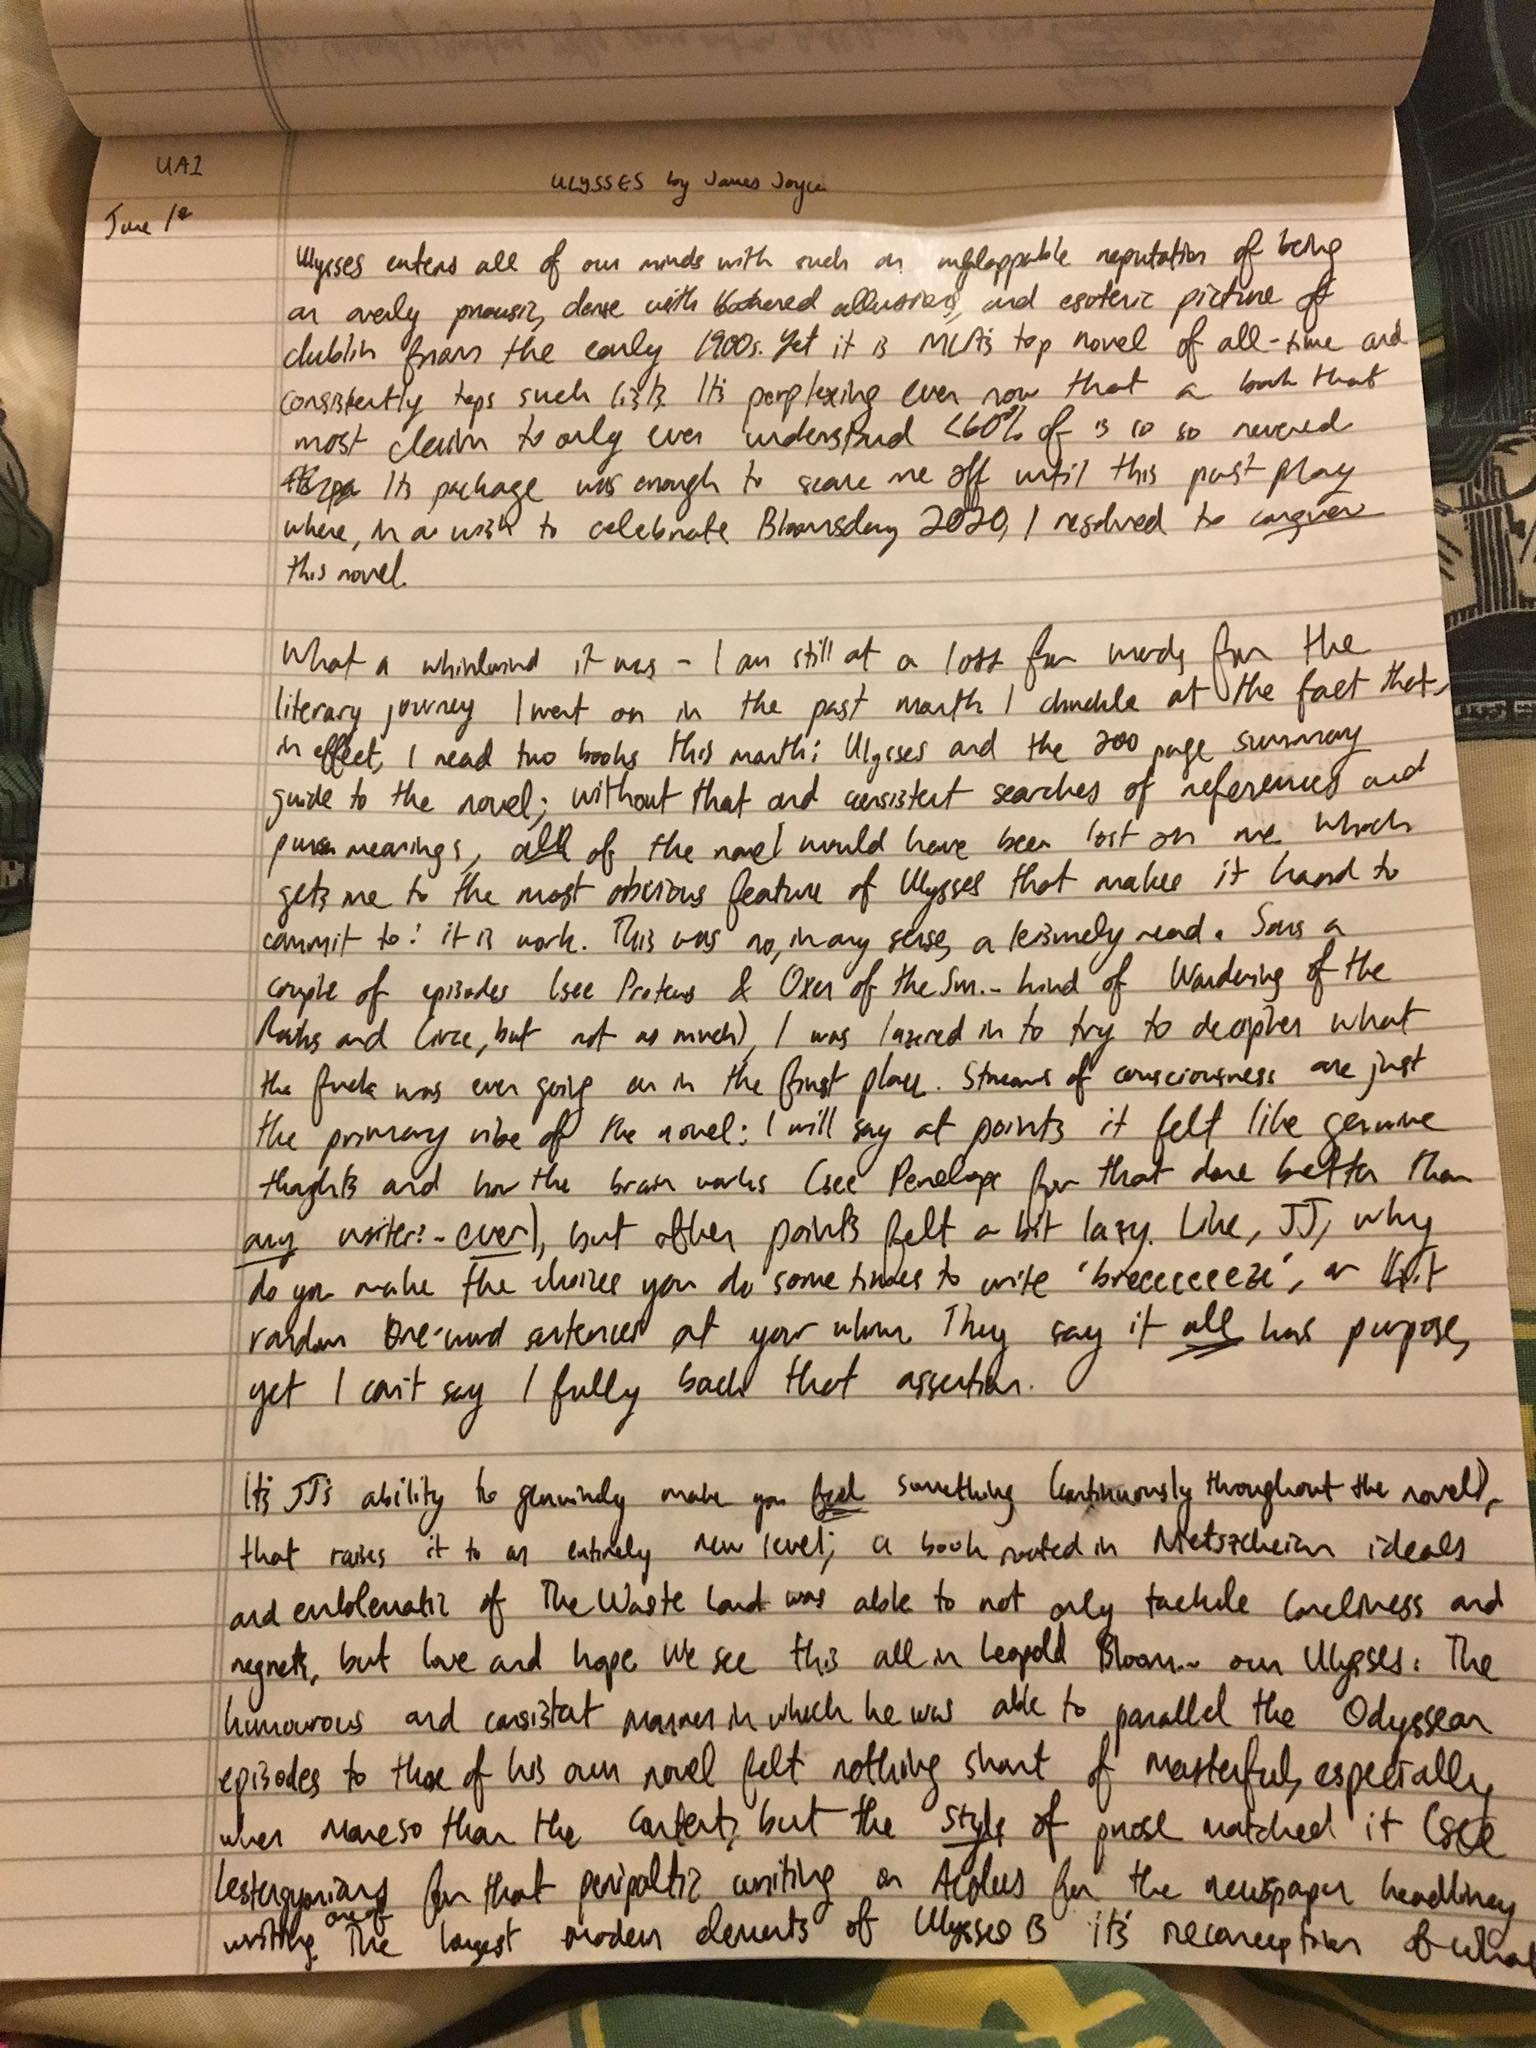 UAI
ULYSSES by James Joyce
June 1st
Ulysses enters all of our minds with such an unflappable reputation of being
an overly prousic, dense with allusions, and esoteric picture of
dublin from the early 1900s. Yet it is MLA's top novel of all-time and
consistently tops such lists. Its perplexing even now that a book that
most claim to only ever understand <60% of is so so revered.
Its package was enough to scare me off until this past
where, in a wish to celebrate Bloomsday 2020, I resolved to conquer
this novel.
What a whirlwind it was - I am still at a loss for words for the
literary journey I went on in the past month. I chuckle at the fact that,
in effect, I read two books this month: Ulysses and the 200 page summary
guide to the novel; without that and consistent searches of references and
meanings, all of the novel would have been lost on me. Which
gets me to the most obvious feature of Ulysses that makes it hard to
commit to: it is work. This was no, in any sense, a leisurely read. Sans a
couple of episodes (see Proteus & Oxen of the Sun.. kind of Wandering of the
Rocks and Circe, but not as much), I was lazered in to try to decipher what
the fuck was ever going on in the first place. Streams of consciousness are just
the primary vibe of the novel: I will say at points it felt like genuine
thoughts and how the brain works (see Penelope for that done better than
any writer.. ever), but other points felt a bit lazy. Like, JJ, why
do you make the choices you do sometimes to write 'breeeeeeeze', or
random one-word sentences at your whim. They say it all has purpose,
yet I can't say I fully back that assertion.
It's JJ's ability to genuinely make you feel something (continuously throughout the novel),
that raises it to an entirely new level; a book rooted in Nietszcheian ideals
and emblematic of The Waste Land was able to not only tackle loneliness and
regrets, but love and hope. We see this all in Leopold Bloom.. our Ulysses. The
humourous and consistent manner in which he was able to parallel the Odyssean
episodes to those of his own novel felt nothing short of masterful, especially
when moreso than the content, but the style of prose matched it (see
Lestergonians for that writing or Aeolus for the newspaper headliney
writing. One of the largest modern elements of Ulysses is it's reconception of what